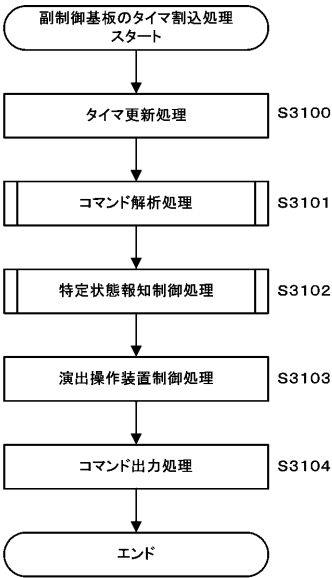 副制御基板のタイマ割込処理
スタート
タイマ更新処理
S3100
コマンド解析処理
S3101
特定状態報知制御処理
S3102
演出操作装置制御処理
S3103
コマンド出力処理
S3104
エンド